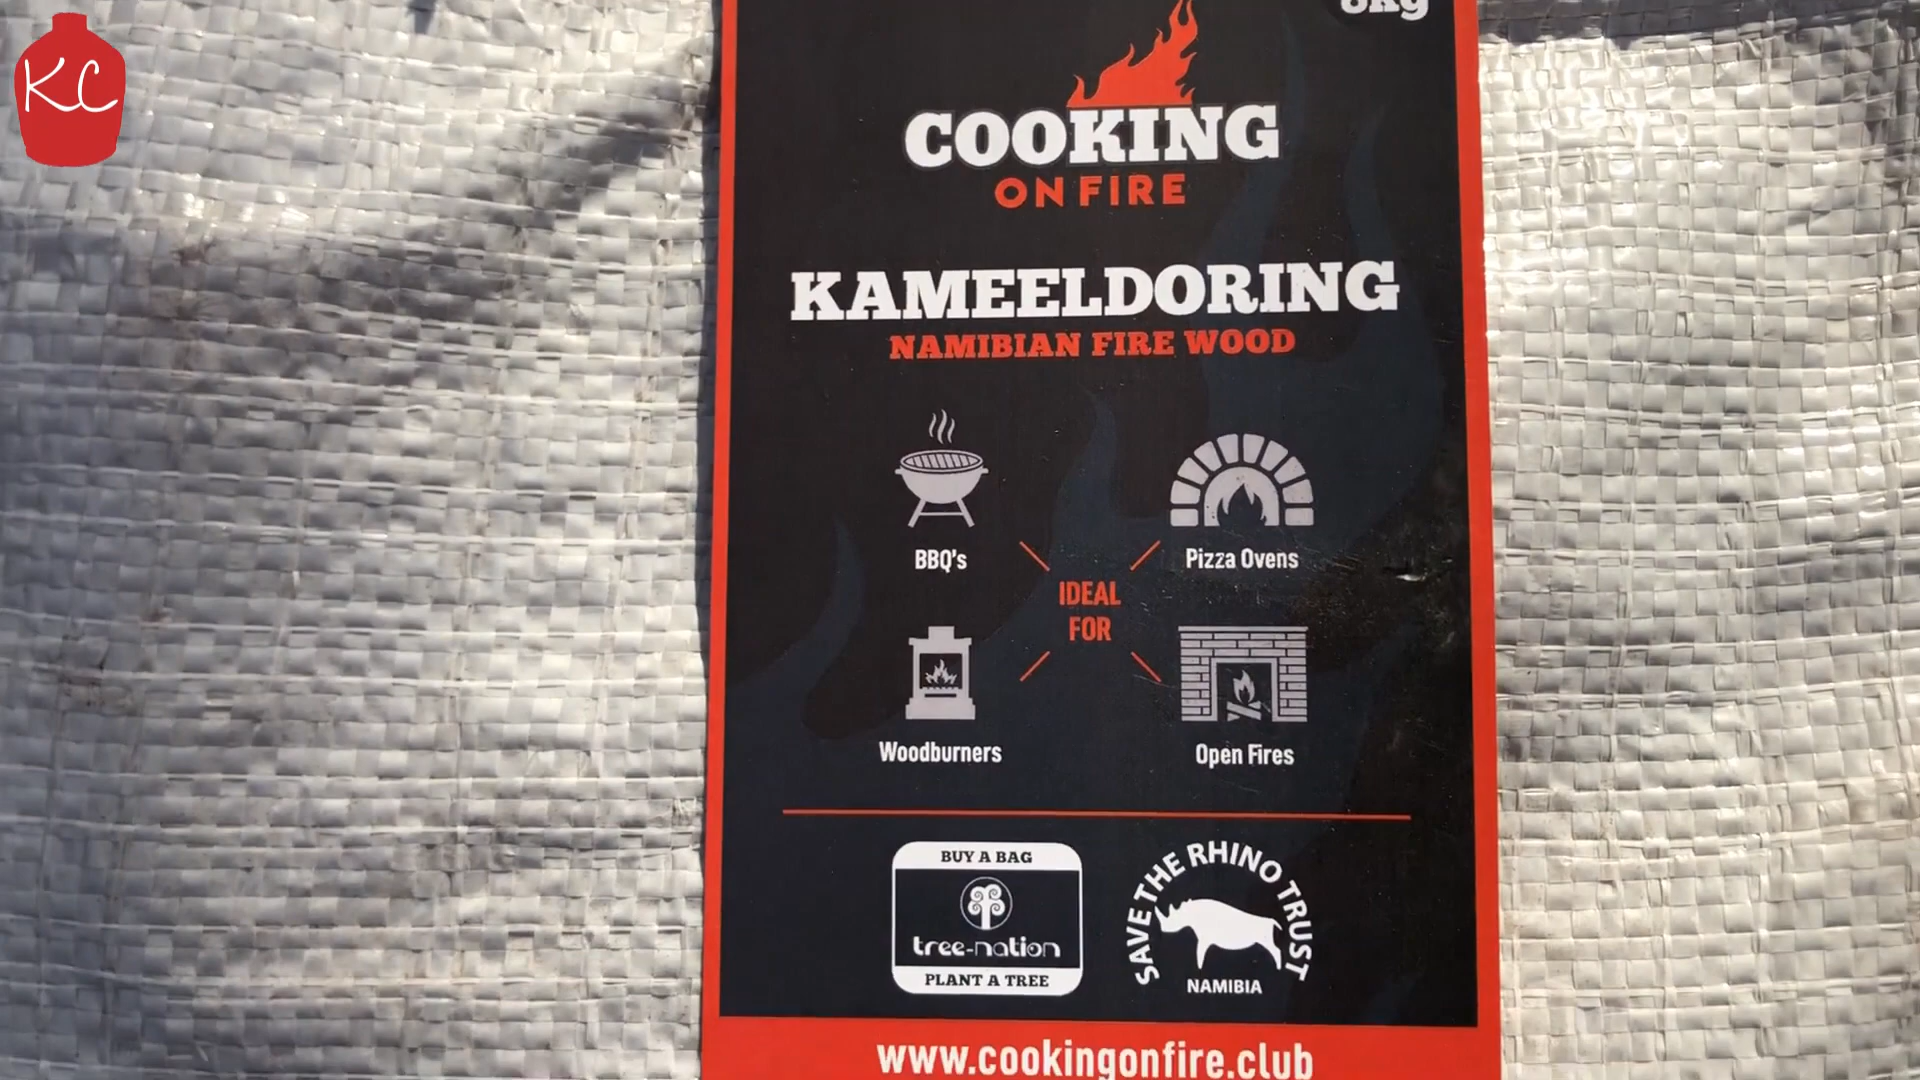 KC
8kg
COOKING
ON FIRE
KAMEELDORING
NAMIBIAN FIRE WOOD
BBQ's
Pizza Ovens
IDEAL
FOR
Woodburners
Open Fires
BUY A BAG
tree-nation
PLANT A TREE
SAVE THE RHINO TRUST
NAMIBIA
www.cookingonfire.club